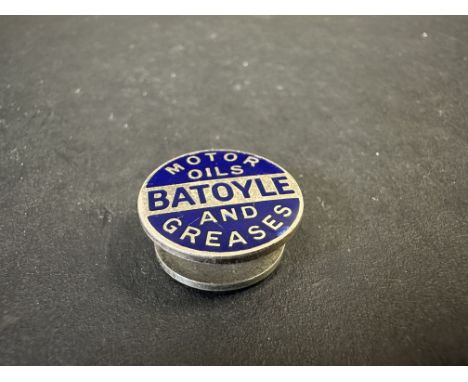 MOTOR
OILS
BATOYLE
AND
GREASES